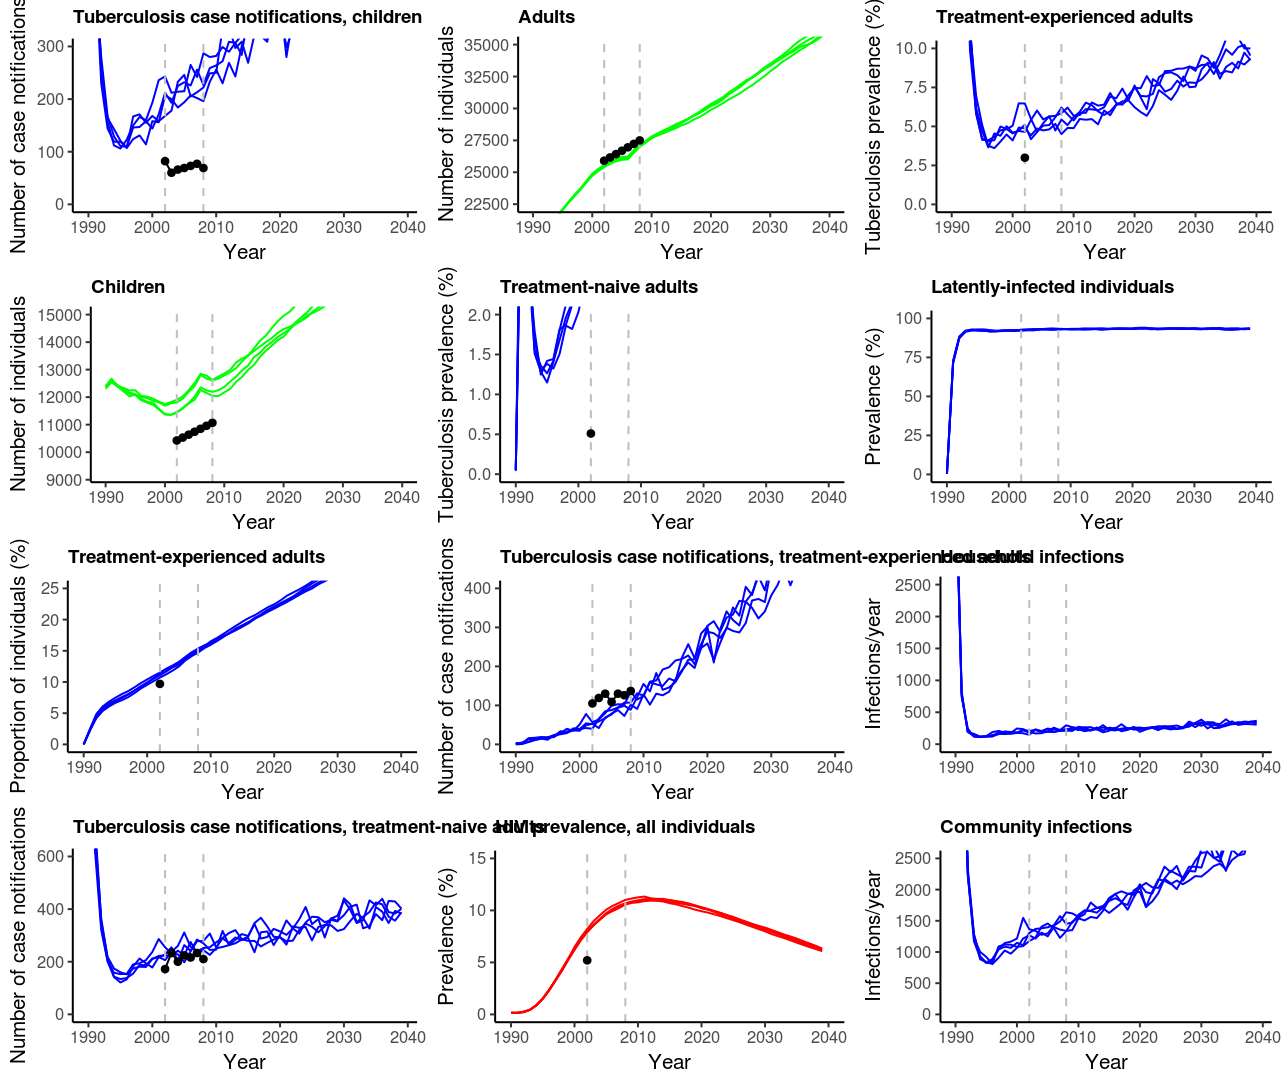 Tuberculosis case notifications, children
Number of case notifications
300
200
100
0
1990 2000 2010 2020 2030 2040
Year
Adults
Number of individuals
35000
32500
30000
27500
25000
22500
1990 2000 2010 2020 2030 2040
Year
Treatment-experienced adults
Tuberculosis prevalence (%)
10.0
7.5
5.0
2.5
0.0
1990 2000 2010 2020 2030 2040
Year
Children
Number of individuals
15000
14000
13000
12000
11000
10000
9000
1990 2000 2010 2020 2030 2040
Year
Treatment-naive adults
Tuberculosis prevalence (%)
2.0
1.5
1.0
0.5
0.0
1990 2000 2010 2020 2030 2040
Year
Latently-infected individuals
Prevalence (%)
100
75
50
25
0
1990 2000 2010 2020 2030 2040
Year
Treatment-experienced adults
Proportion of individuals (%)
25
20
15
10
5
0
1990 2000 2010 2020 2030 2040
Year
Tuberculosis case notifications, treatment-experienced adults
Number of case notifications
400
300
200
100
0
1990 2000 2010 2020 2030 2040
Year
Household infections
Infections/year
2500
2000
1500
1000
500
0
1990 2000 2010 2020 2030 2040
Year
Tuberculosis case notifications, treatment-naive adults
Number of case notifications
600
400
200
0
1990 2000 2010 2020 2030 2040
Year
HIV prevalence, all individuals
Prevalence (%)
15
10
5
0
1990 2000 2010 2020 2030 2040
Year
Community infections
Infections/year
2500
2000
1500
1000
500
0
1990 2000 2010 2020 2030 2040
Year